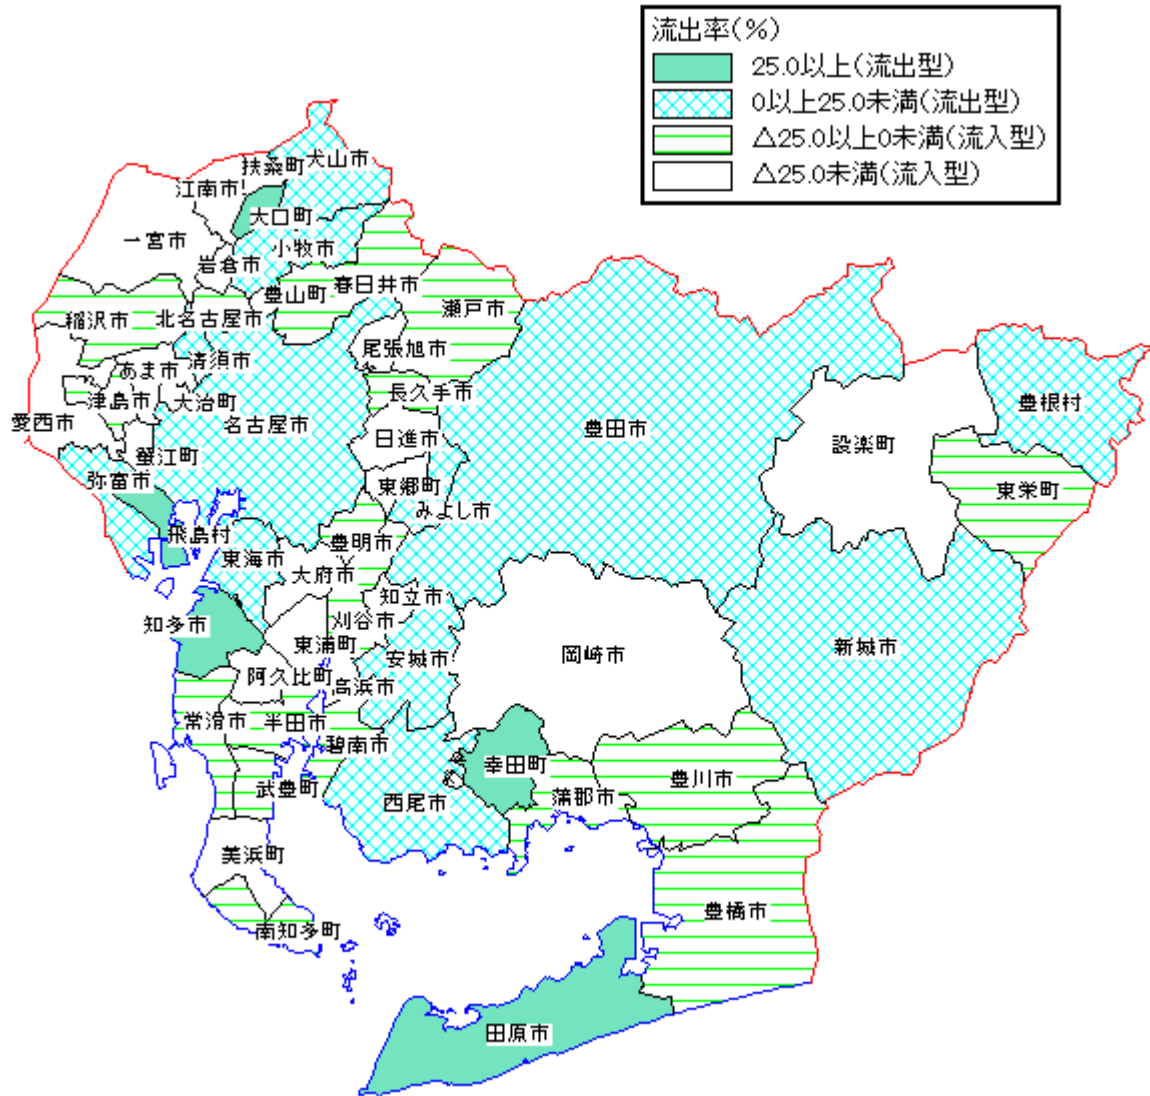 流出率(%)
25.0以上(流出型)
0以上25.0未満(流出型)
△25.0以上0未満(流入型)
△25.0未満(流入型)
犬山市
扶桑町
江南市
大口町
一宮市
小牧市
岩倉市
春日井市
豊山町
瀬戸市
稲沢市
北名古屋市
尾張旭市
清須市
あま市
長久手市
津島市
大治町
豊根村
愛西市
名古屋市
豊田市
日進市
設楽町
蟹江町
弥富市
東郷町
東栄町
みよし市
飛島村
豊明市
東海市
大府市
知立市
知多市
刈谷市
東浦町
新城市
安城市
岡崎市
阿久比町
高浜市
常滑市
半田市
碧南市
幸田町
豊川市
武豊町
西尾市
蒲郡市
美浜町
豊橋市
南知多町
田原市